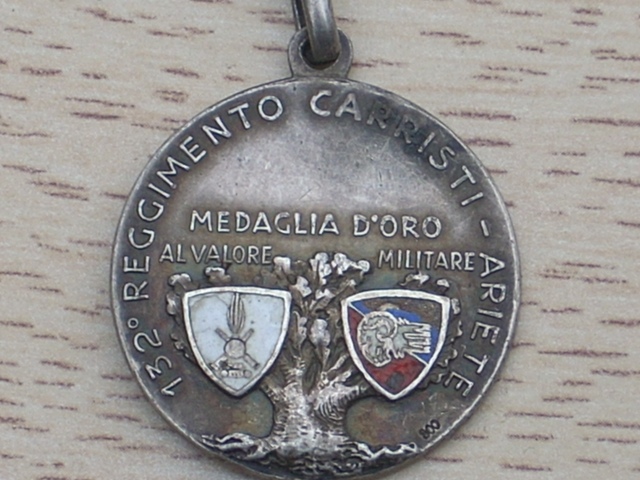 132° REGGIMENTO CARRISTI - ARIETE
MEDAGLIA D'ORO
AL VALORE MILITARE
800